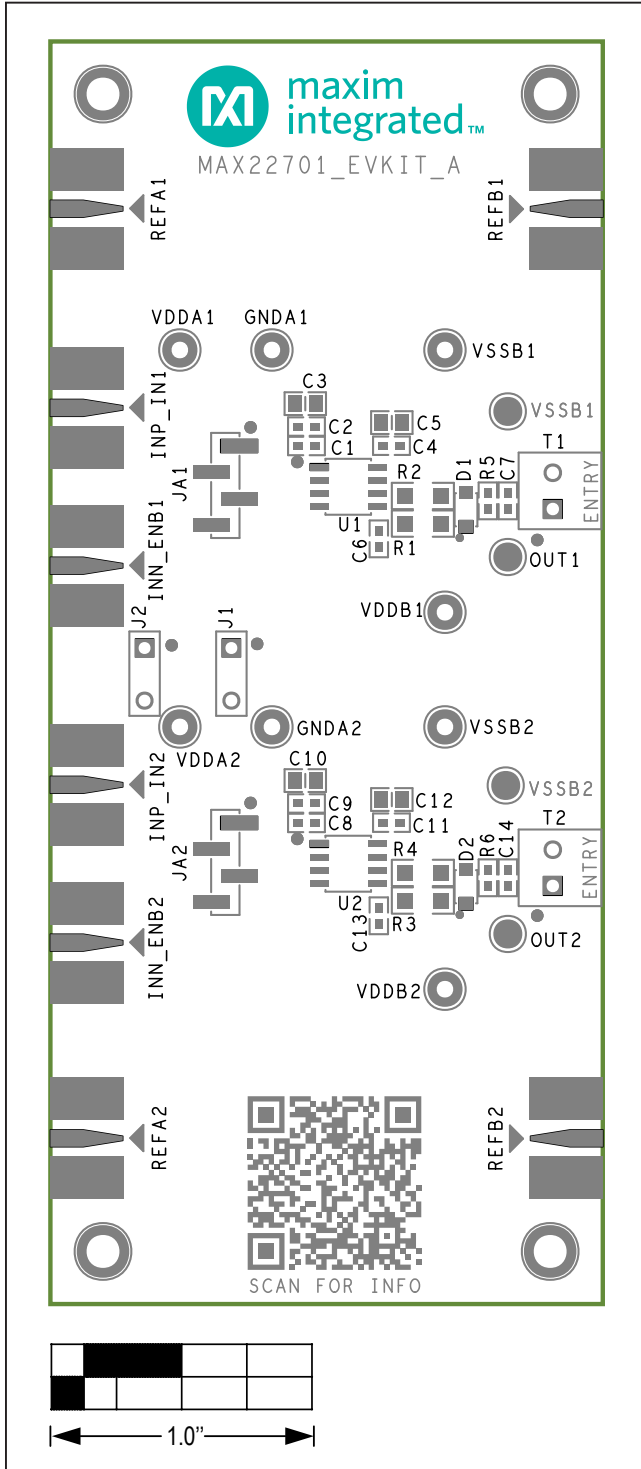 maxim
integrated™
MAX22701_EVKIT_A
REFA1
REFB1
VDDA1
GNDA1
VSSB1
INP_IN1
C3
C2
C1
C5
C4
VSSB1
T1
ENTRY
JA1
R2
D1
R5
C7
U1
C6
R1
OUT1
INN_ENB1
J2
J1
VDDB1
VDDA2
GNDA2
VSSB2
INP_IN2
C10
C9
C8
C12
C11
VSSB2
T2
ENTRY
JA2
R4
D2
R6
C14
U2
C13
R3
OUT2
INN_ENB2
VDDB2
REFA2
REFB2
SCAN FOR INFO
1.0”